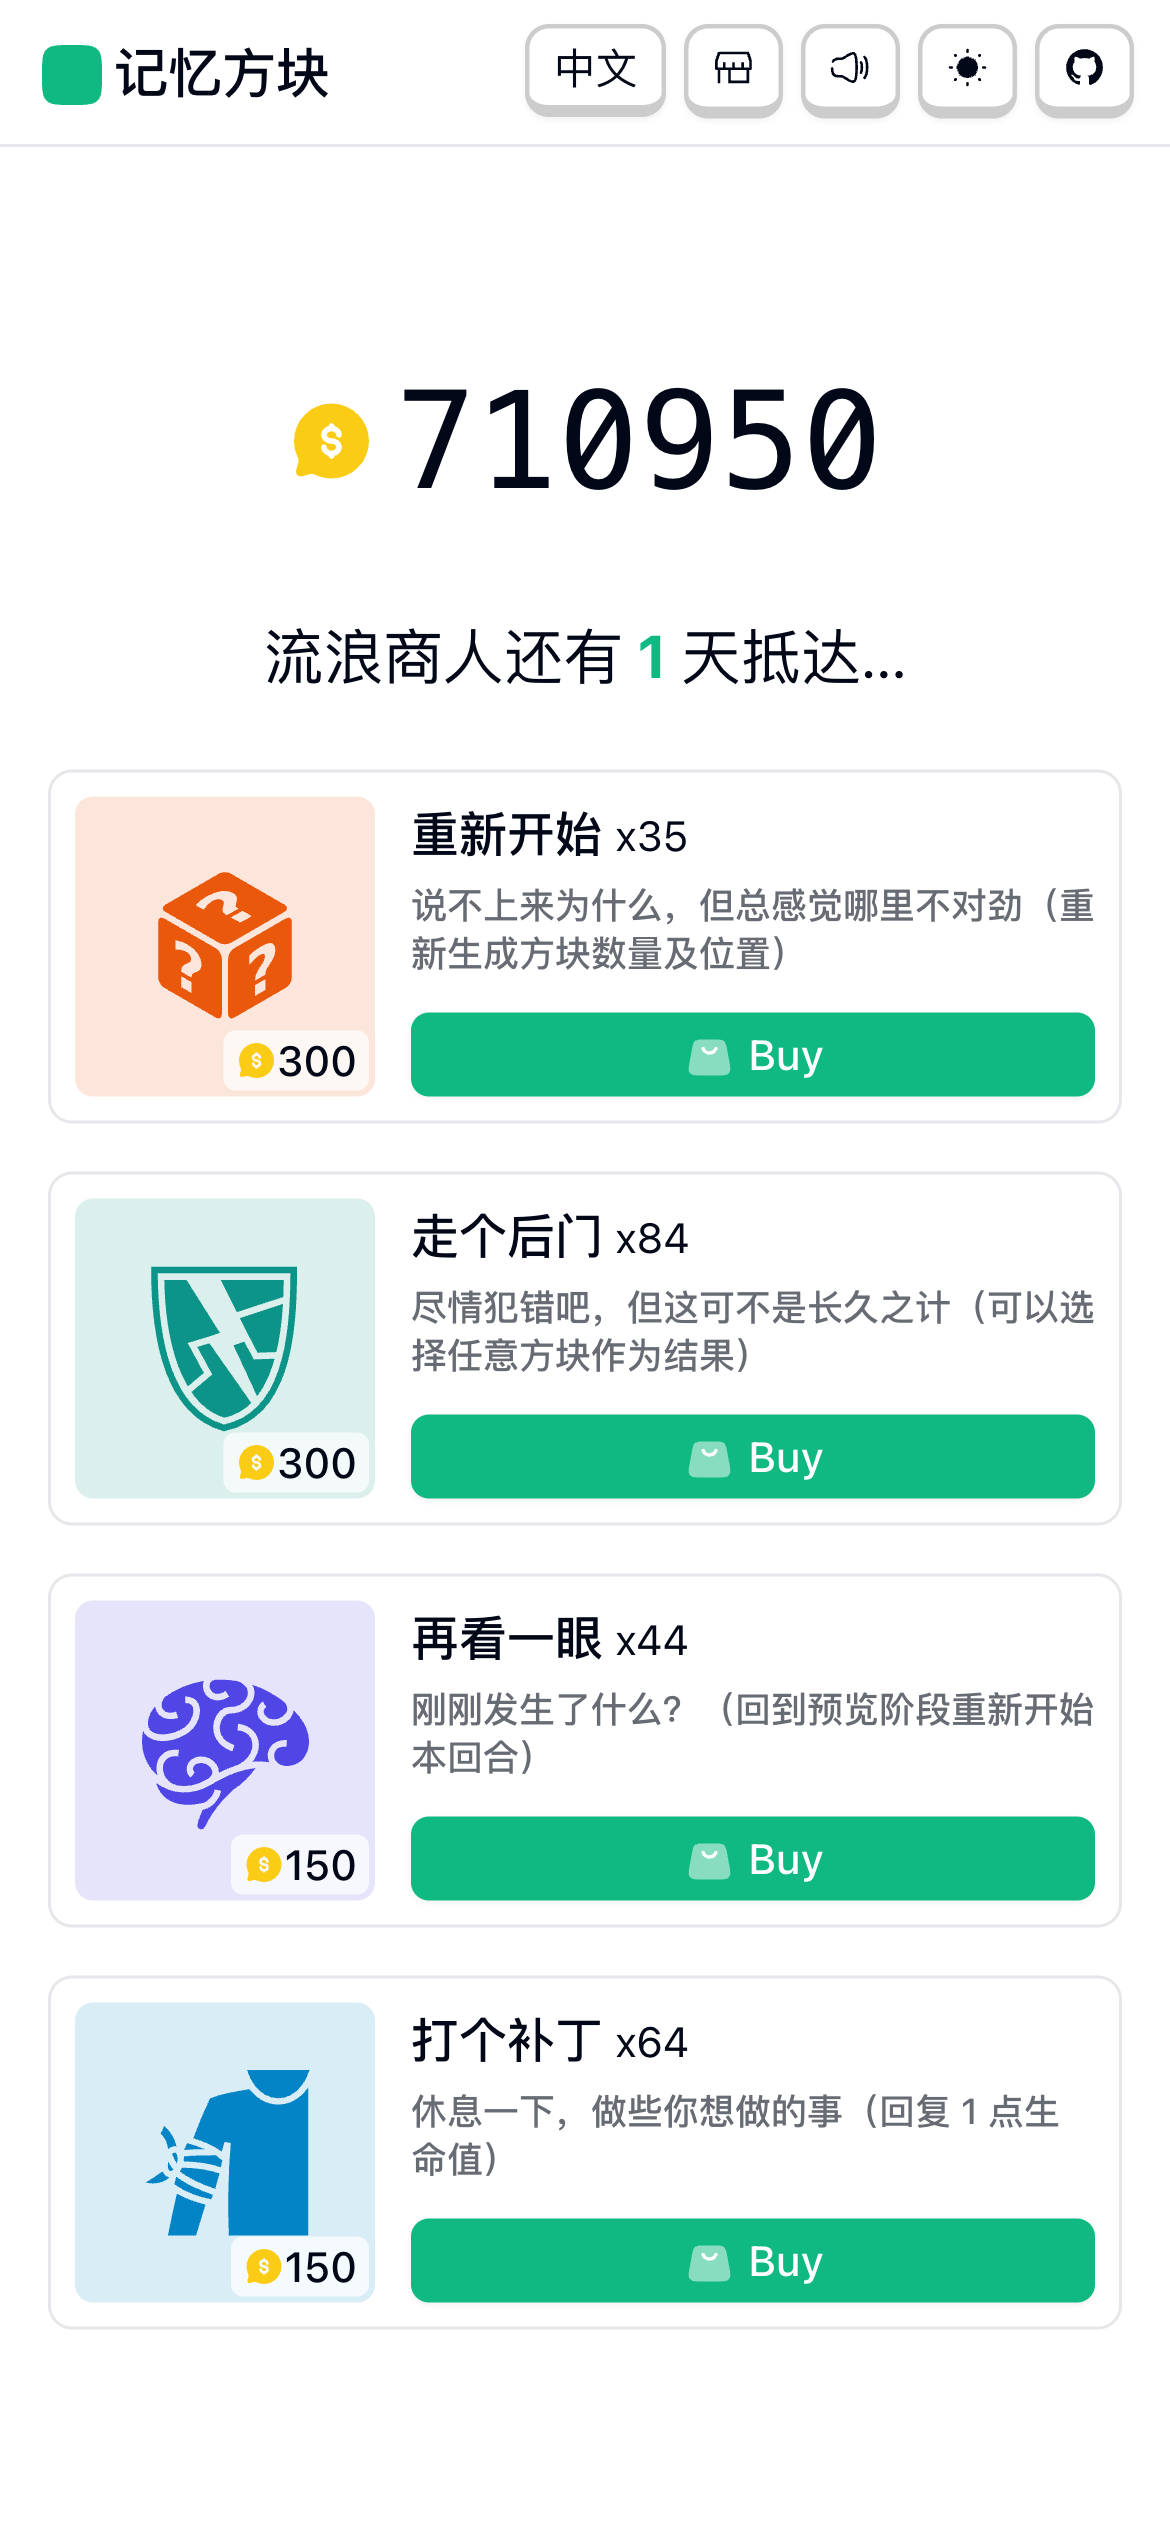 记忆方块
中文
710950
流浪商人还有 1 天抵达...
重新开始 x35
说不上来为什么，但总感觉哪里不对劲（重
新生成方块数量及位置）
300
Buy
走个后门 x84
尽情犯错吧，但这可不是长久之计（可以选
择任意方块作为结果）
300
Buy
再看一眼 x44
刚刚发生了什么？（回到预览阶段重新开始
本回合）
150
Buy
打个补丁 x64
休息一下，做些你想做的事（回复 1 点生
命值）
150
Buy